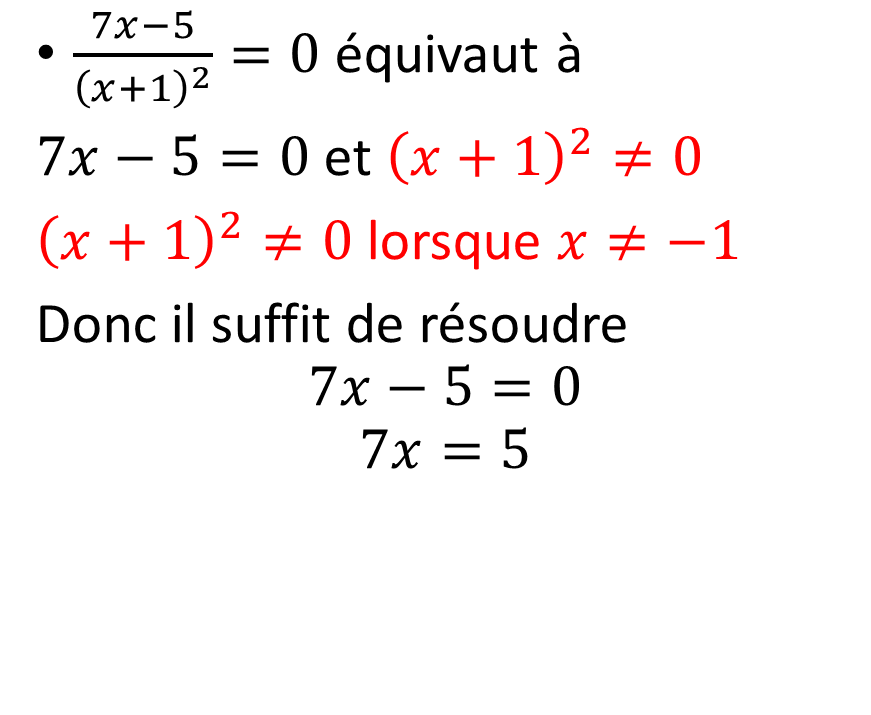 • \frac{7x−5}{(x+1)^2} = 0 équivaut à
7x − 5 = 0 et (x + 1)² ≠ 0
(x + 1)² ≠ 0 lorsque x ≠ −1
Donc il suffit de résoudre
7x − 5 = 0
7x = 5